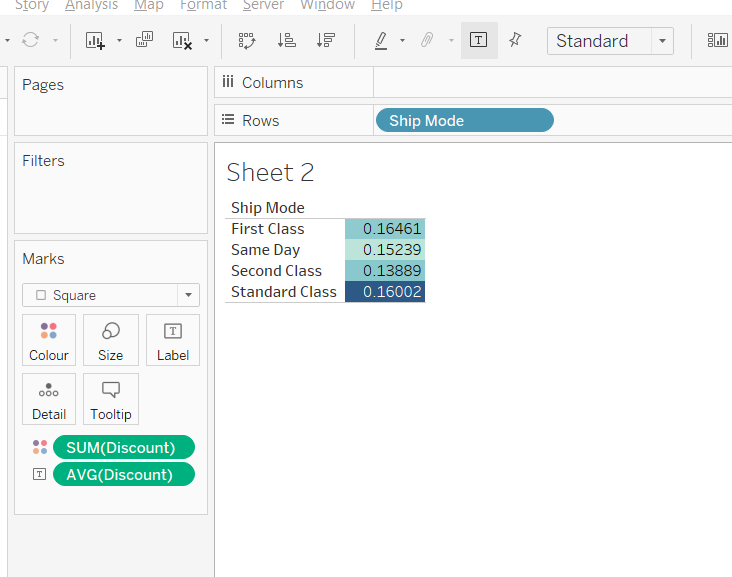 Story Analysis Map Format Server Window Help
Standard
Pages
Columns
Rows Ship Mode
Filters
Sheet 2
Ship Mode
First Class 0.16461
Same Day 0.15239
Second Class 0.13889
Standard Class 0.16002
Marks
Square
Colour Size Label
Detail Tooltip
SUM(Discount)
AVG(Discount)